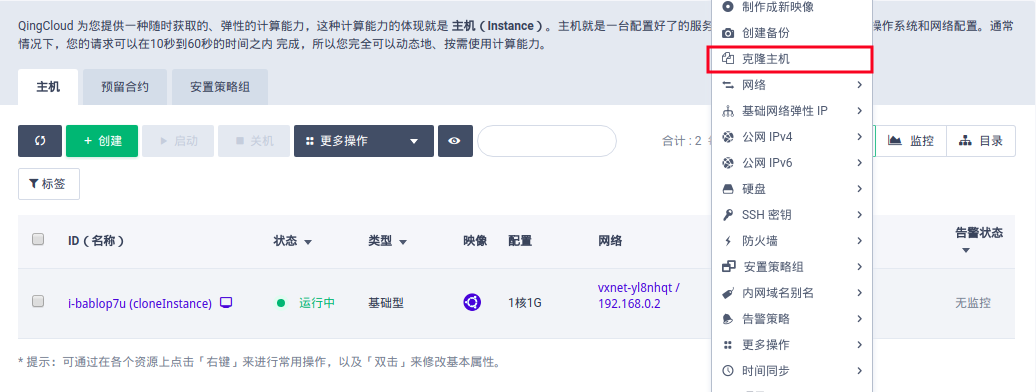 QingCloud 为您提供一种随时获取的、弹性的计算能力，这种计算能力的体现就是 主机（Instance）。主机就是一台配置好了的服务
操作系统和网络配置。通常
情况下，您的请求可以在10秒到60秒的时间之内 完成，所以您完全可以动态地、按需使用计算能力。
主机 预留合约 安置策略组
创建 启动 关机 更多操作 合计：2 监控 目录
标签
ID（名称） 状态 类型 映像 配置 网络 告警状态
i-bablop7u (cloneInstance) 运行中 基础型 1核1G vxnet-yl8nhqt /
192.168.0.2
无监控
* 提示：可通过在各个资源上点击「右键」来进行常用操作，以及「双击」来修改基本属性。
制作成新映像
创建备份
克隆主机
网络
基础网络弹性 IP
公网 IPv4
公网 IPv6
硬盘
SSH 密钥
防火墙
安置策略组
内网域名别名
告警策略
更多操作
时间同步